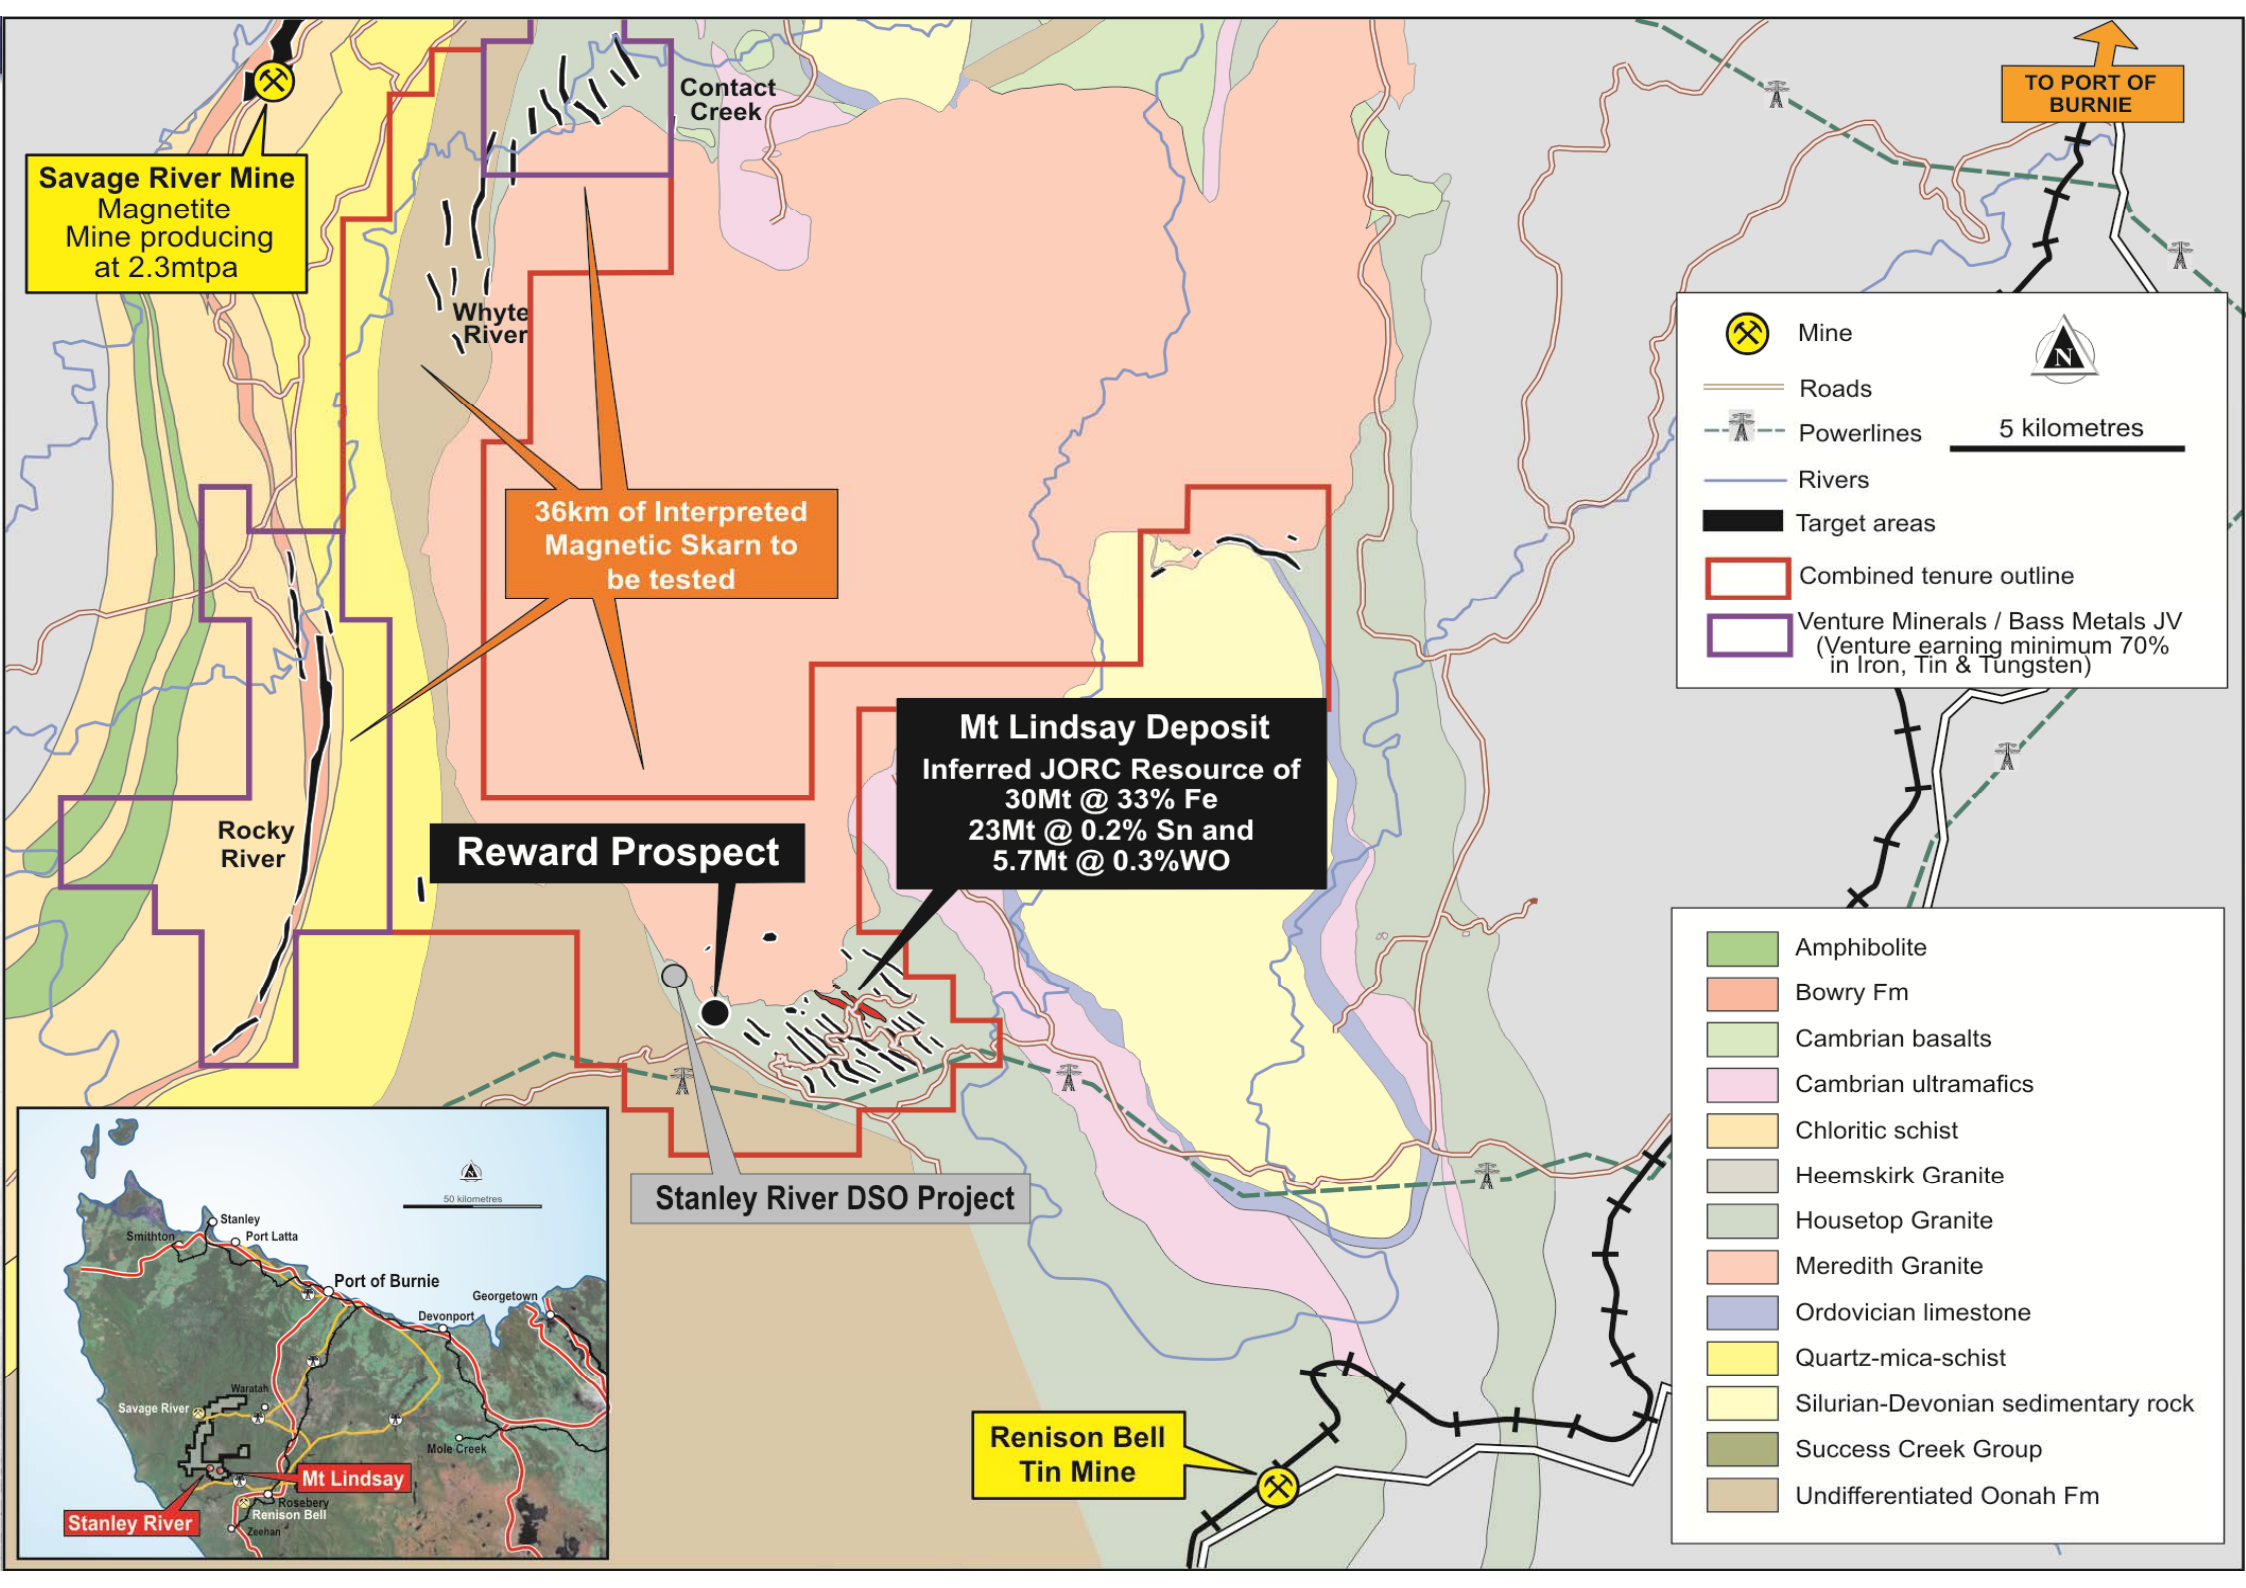 Contact
Creek
TO PORT OF
BURNIE
Savage River Mine
Magnetite
Mine producing
at 2.3mtpa
Whyte
River
Mine
N
Roads
Powerlines
5 kilometres
Rivers
Target areas
Combined tenure outline
Venture Minerals / Bass Metals JV
(Venture earning minimum 70%
in Iron, Tin & Tungsten)
36km of Interpreted
Magnetic Skarn to
be tested
Mt Lindsay Deposit
Inferred JORC Resource of
30Mt @ 33% Fe
23Mt @ 0.2% Sn and
5.7Mt @ 0.3%WO
Rocky
River
Reward Prospect
Amphibolite
Bowry Fm
Cambrian basalts
Cambrian ultramafics
Chloritic schist
Heemskirk Granite
Housetop Granite
Meredith Granite
Ordovician limestone
Quartz-mica-schist
Silurian-Devonian sedimentary rock
Success Creek Group
Undifferentiated Oonah Fm
Stanley River DSO Project
Renison Bell
Tin Mine
N
50 kilometres
Stanley
Smithton
Port Latta
Port of Burnie
Georgetown
Devonport
Waratah
Savage River
Mole Creek
Mt Lindsay
Rosebery
Renison Bell
Stanley River
Zeehan